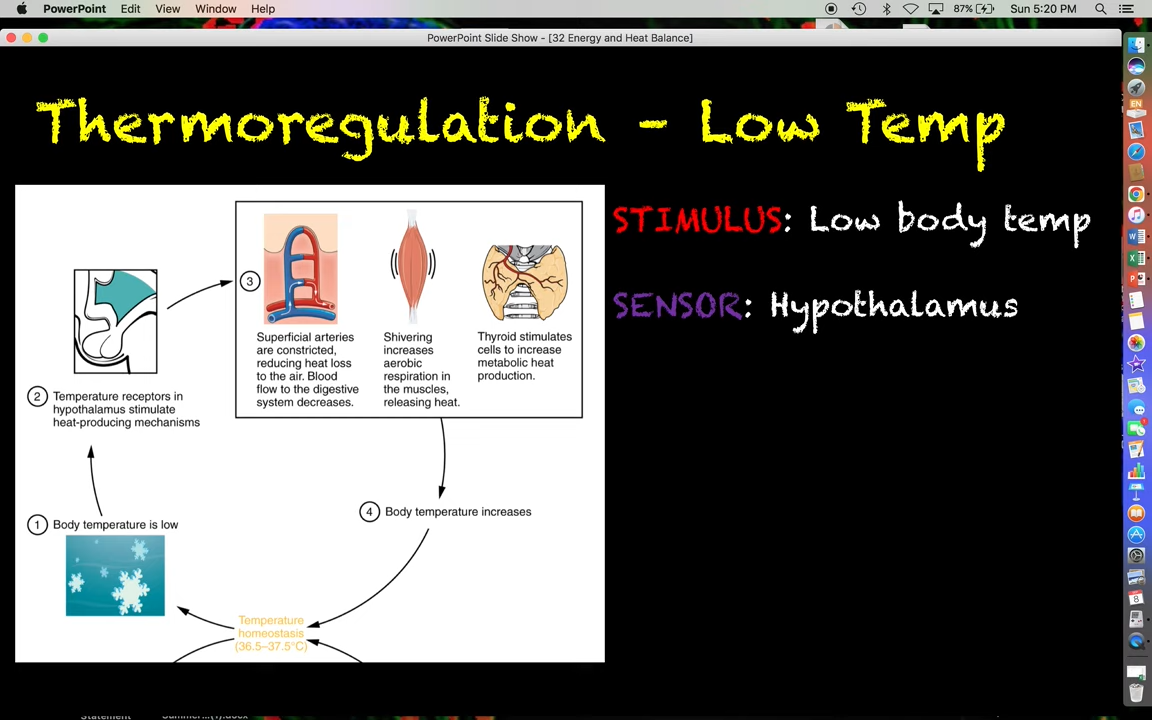 PowerPoint Edit View Window Help 87% Sun 5:20 PM
PowerPoint Slide Show - [32 Energy and Heat Balance]
Thermoregulation - Low Temp
STIMULUS: Low body temp
SENSOR: Hypothalamus
3
Superficial arteries
are constricted,
reducing heat loss
to the air. Blood
flow to the digestive
system decreases.
Shivering
increases
aerobic
respiration in
the muscles,
releasing heat.
Thyroid stimulates
cells to increase
metabolic heat
production.
2 Temperature receptors in
hypothalamus stimulate
heat-producing mechanisms
1 Body temperature is low
4 Body temperature increases
Temperature
homeostasis
(36.5–37.5°C)